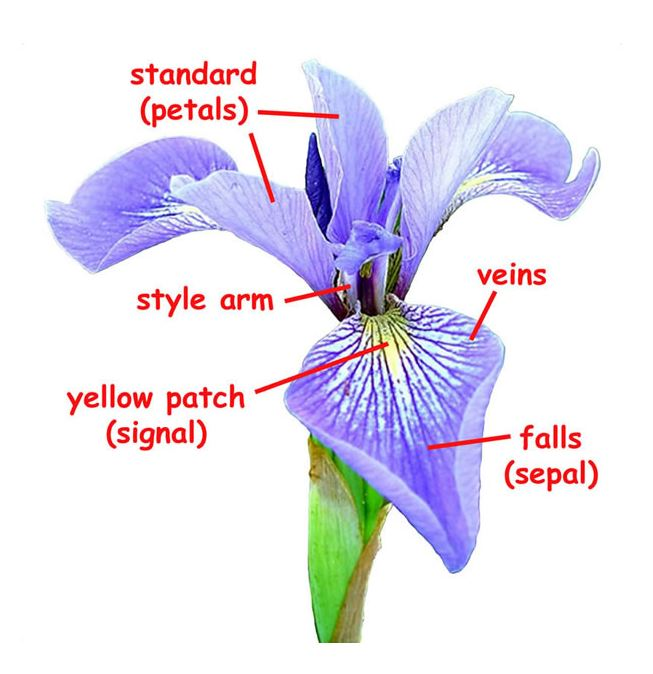 standard
(petals)
style arm
veins
yellow patch
(signal)
falls
(sepal)